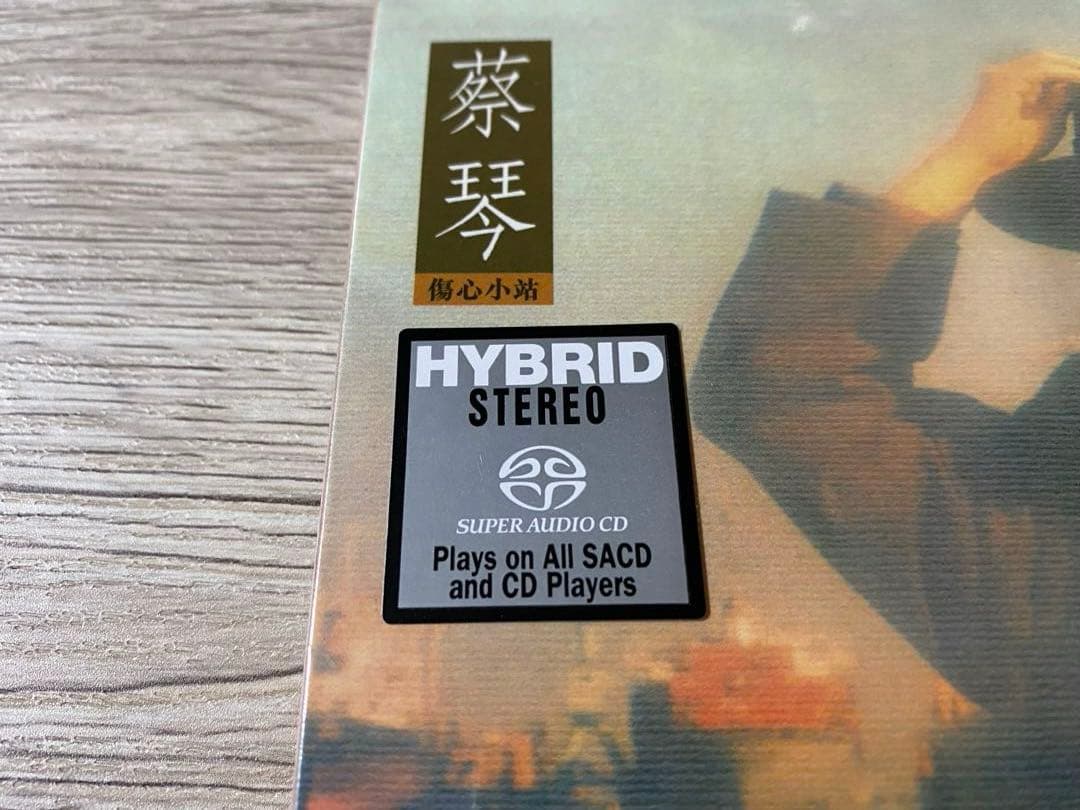 蔡琴
傷心小站
HYBRID
STEREO
SUPER AUDIO CD
Plays on All SACD
and CD Players